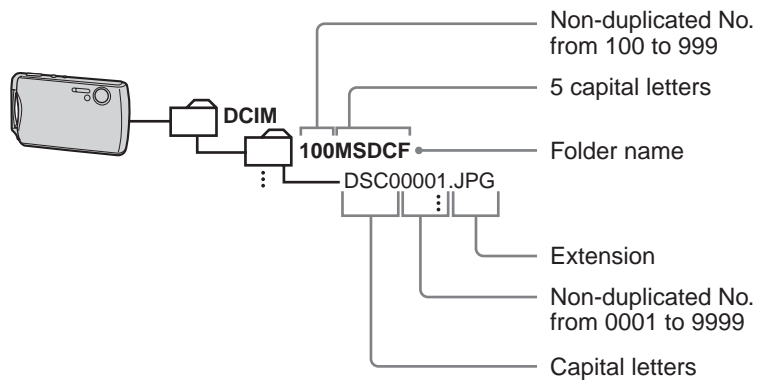 Non-duplicated No.
from 100 to 999
5 capital letters
DCIM
100MSDCF
Folder name
DSC00001.JPG
Extension
Non-duplicated No.
from 0001 to 9999
Capital letters